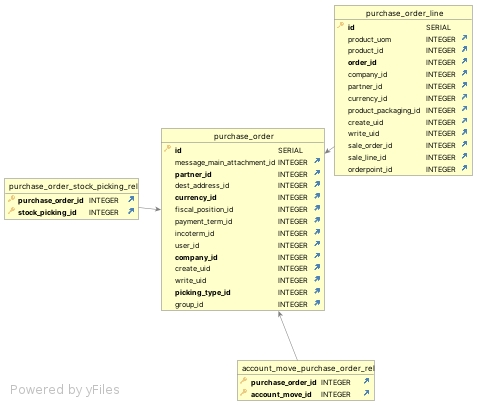 purchase_order_line
id SERIAL
product_uom INTEGER
product_id INTEGER
order_id INTEGER
company_id INTEGER
partner_id INTEGER
currency_id INTEGER
product_packaging_id INTEGER
create_uid INTEGER
write_uid INTEGER
sale_order_id INTEGER
sale_line_id INTEGER
orderpoint_id INTEGER
purchase_order
id SERIAL
message_main_attachment_id INTEGER
partner_id INTEGER
dest_address_id INTEGER
currency_id INTEGER
fiscal_position_id INTEGER
payment_term_id INTEGER
incoterm_id INTEGER
user_id INTEGER
company_id INTEGER
create_uid INTEGER
write_uid INTEGER
picking_type_id INTEGER
group_id INTEGER
purchase_order_stock_picking_rel
purchase_order_id INTEGER
stock_picking_id INTEGER
account_move_purchase_order_rel
purchase_order_id INTEGER
account_move_id INTEGER
Powered by yFiles